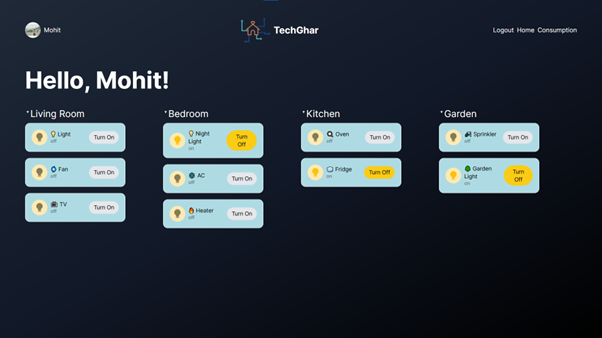 Mohit
TechGhar
Logout Home Consumption
Hello, Mohit!
Living Room
Light
off
Turn On
Fan
off
Turn On
TV
off
Turn On
Bedroom
Night
Light
on
Turn
Off
AC
off
Turn On
Heater
off
Turn On
Kitchen
Oven
off
Turn On
Fridge
on
Turn Off
Garden
Sprinkler
off
Turn On
Garden
Light
on
Turn
Off